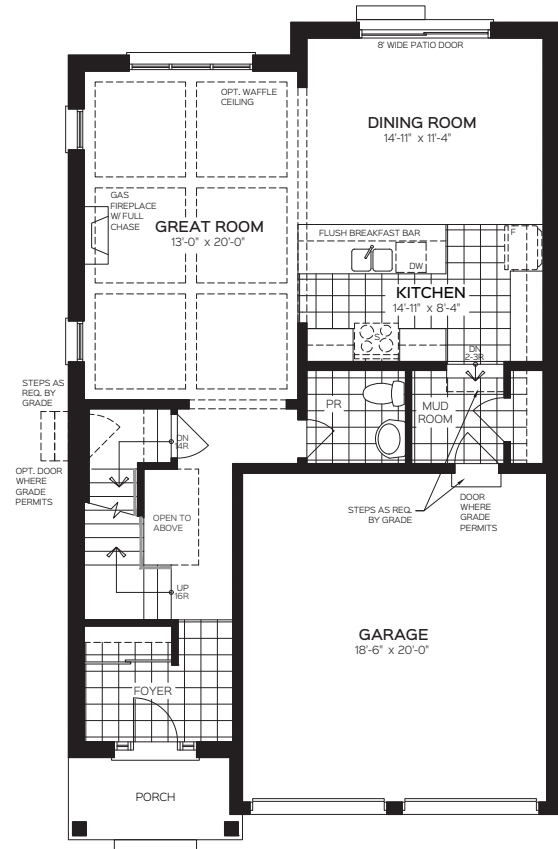 8' WIDE PATIO DOOR
OPT. WAFFLE
CEILING
DINING ROOM
14'-11" x 11'-4"
GAS
FIREPLACE
W/ FULL
CHASE
GREAT ROOM
13'-0" x 20'-0"
FLUSH BREAKFAST BAR
F
DW
KITCHEN
14'-11" x 8'-4"
S
DN
2-3R
STEPS AS
REQ. BY
GRADE
PR
MUD
ROOM
DN
14R
OPT. DOOR
WHERE
GRADE
PERMITS
OPEN TO
ABOVE
STEPS AS REQ.
BY GRADE
DOOR
WHERE
GRADE
PERMITS
UP
16R
GARAGE
18'-6" x 20'-0"
FOYER
PORCH